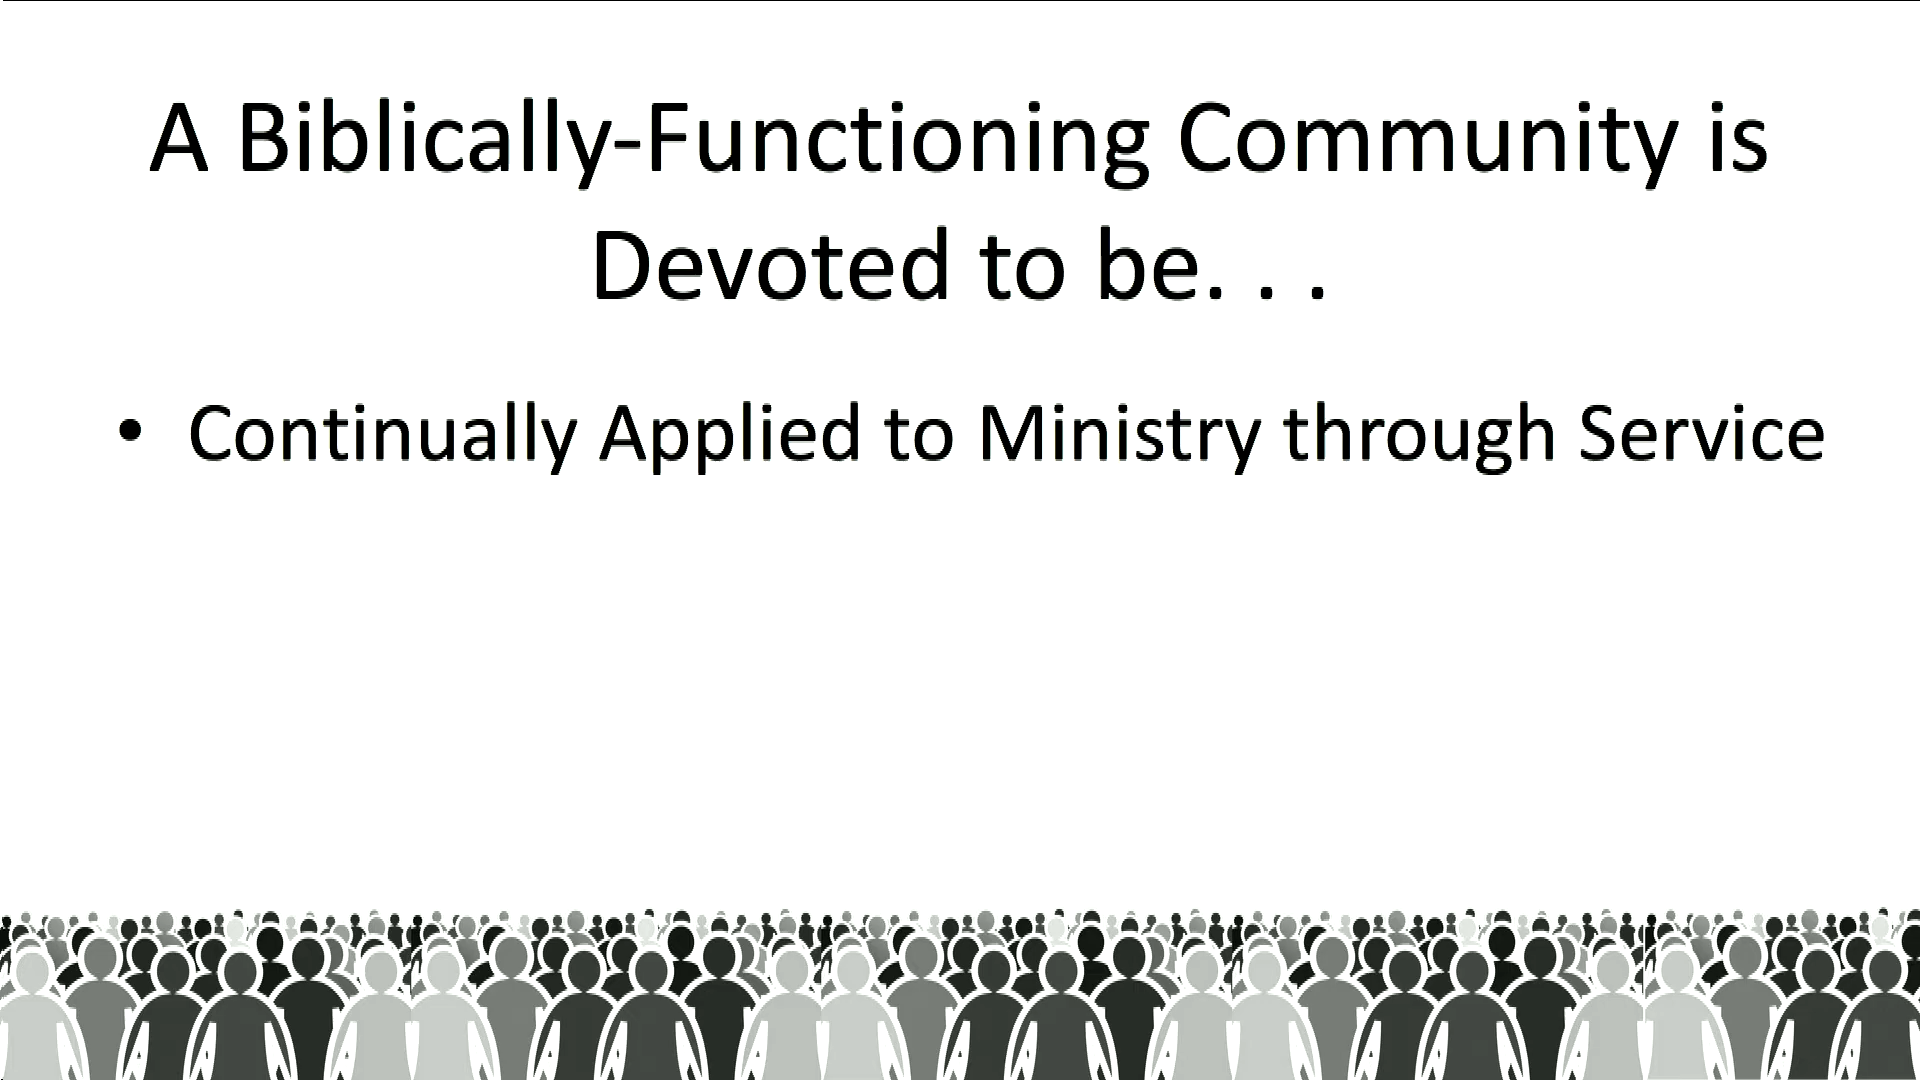 A Biblically-Functioning Community is
Devoted to be. . .
• Continually Applied to Ministry through Service